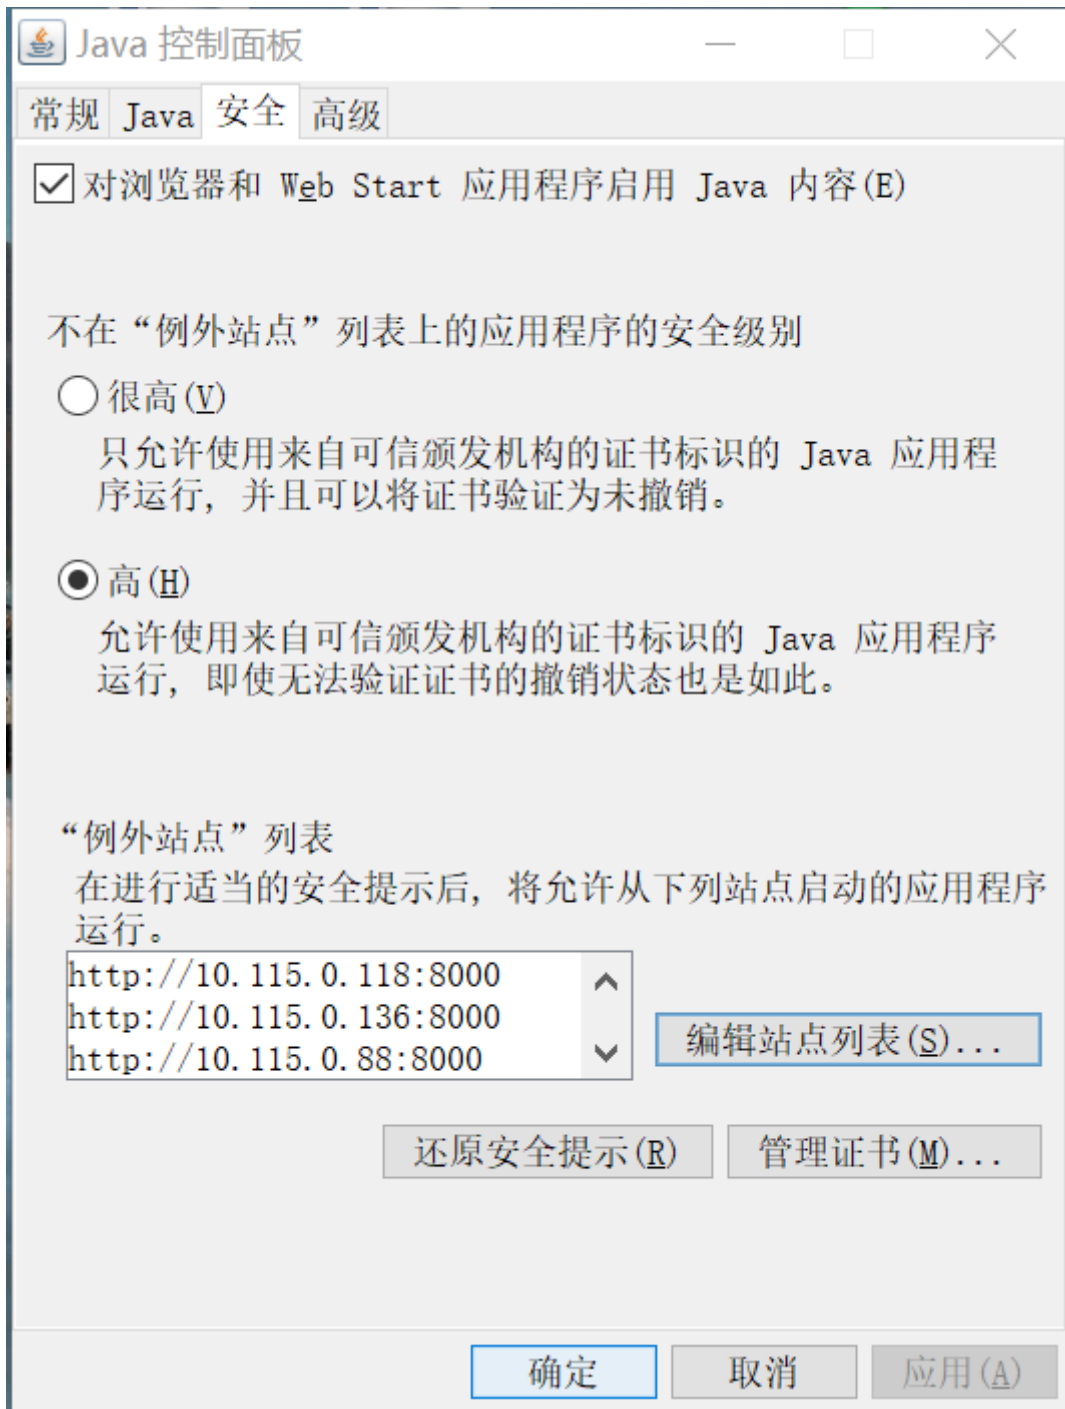 Java 控制面板
常规 Java 安全 高级
对浏览器和 Web Start 应用程序启用 Java 内容(E)
不在“例外站点”列表上的应用程序的安全级别
很高(V)
只允许使用来自可信颁发机构的证书标识的 Java 应用程
序运行, 并且可以将证书验证为未撤销。
高(H)
允许使用来自可信颁发机构的证书标识的 Java 应用程序
运行, 即使无法验证证书的撤销状态也是如此。
“例外站点”列表
在进行适当的安全提示后, 将允许从下列站点启动的应用程序
运行。
http://10.115.0.118:8000
http://10.115.0.136:8000
http://10.115.0.88:8000
编辑站点列表(S)...
还原安全提示(R) 管理证书(M)...
确定 取消 应用(A)